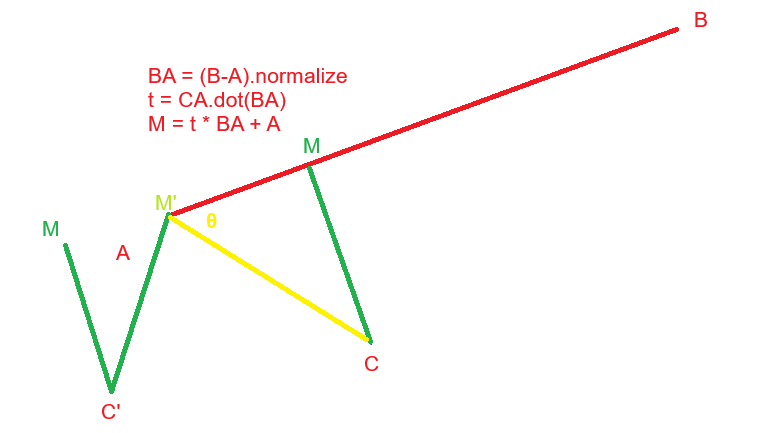 B
BA = (B-A).normalize
t = CA.dot(BA)
M = t * BA + A
M
M'
θ
M
A
C
C'